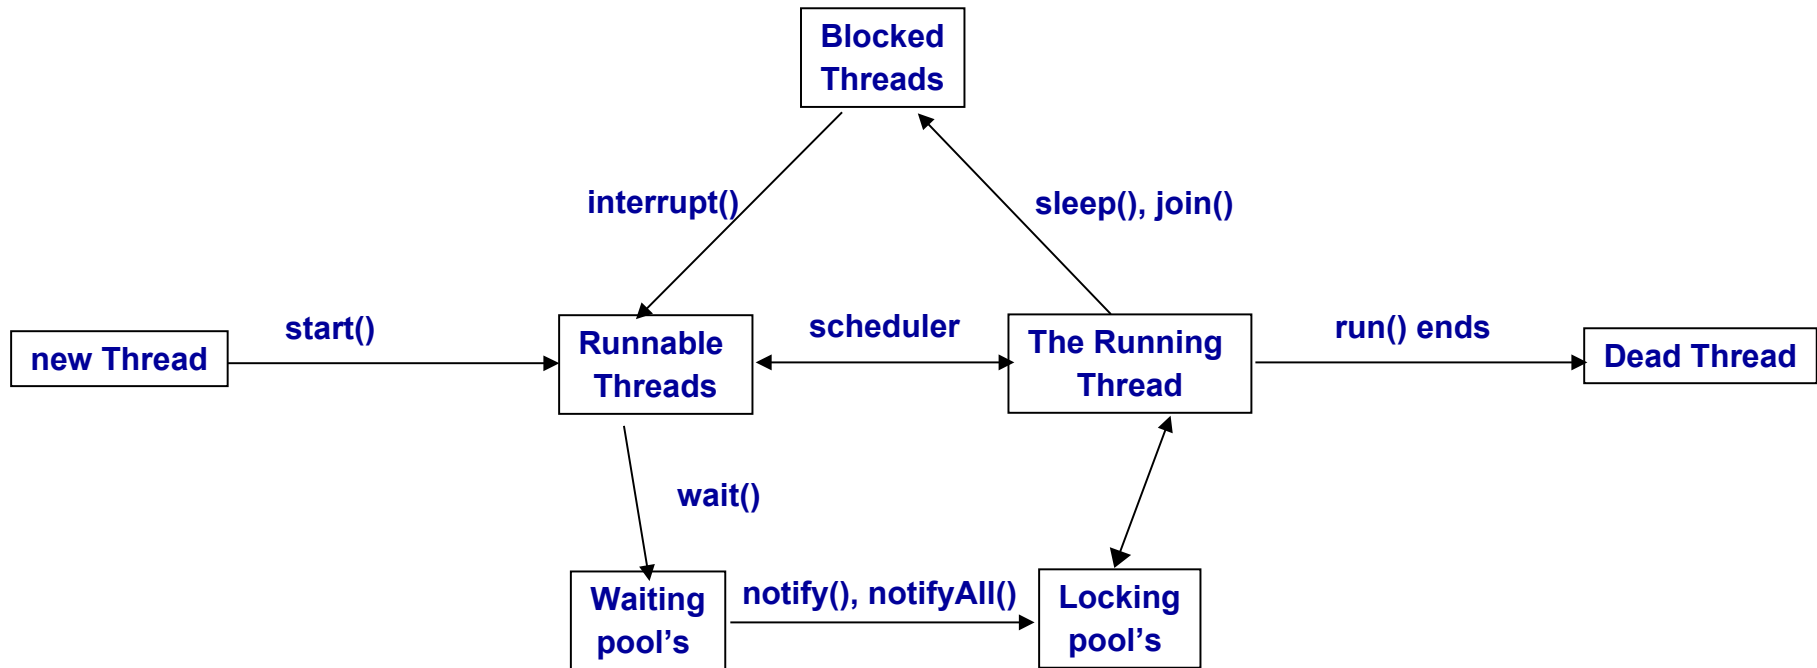 Blocked
Threads
interrupt()
sleep(), join()
new Thread
start()
Runnable
Threads
scheduler
The Running
Thread
run() ends
Dead Thread
wait()
Waiting
pool’s
notify(), notifyAll()
Locking
pool’s